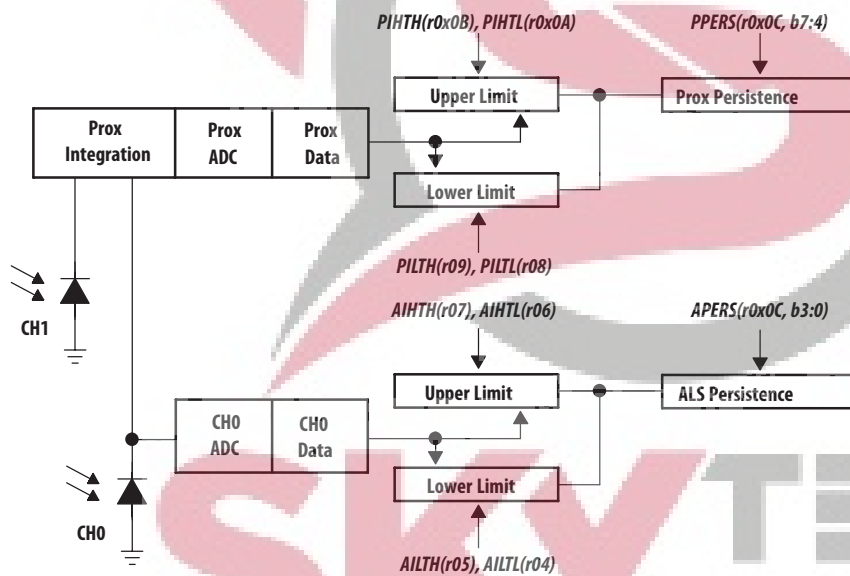 PIHTH(r0x0B), PIHTL(r0x0A)
PPERS(r0x0C, b7:4)
Upper Limit
Prox Persistence
Prox
Integration
Prox
ADC
Prox
Data
Lower Limit
PILTH(r09), PILTL(r08)
CH1
AIHTH(r07), AIHTL(r06)
APERS(r0x0C, b3:0)
Upper Limit
ALS Persistence
CH0
ADC
CH0
Data
Lower Limit
CH0
AILTH(r05), AILTL(r04)
SKYTE